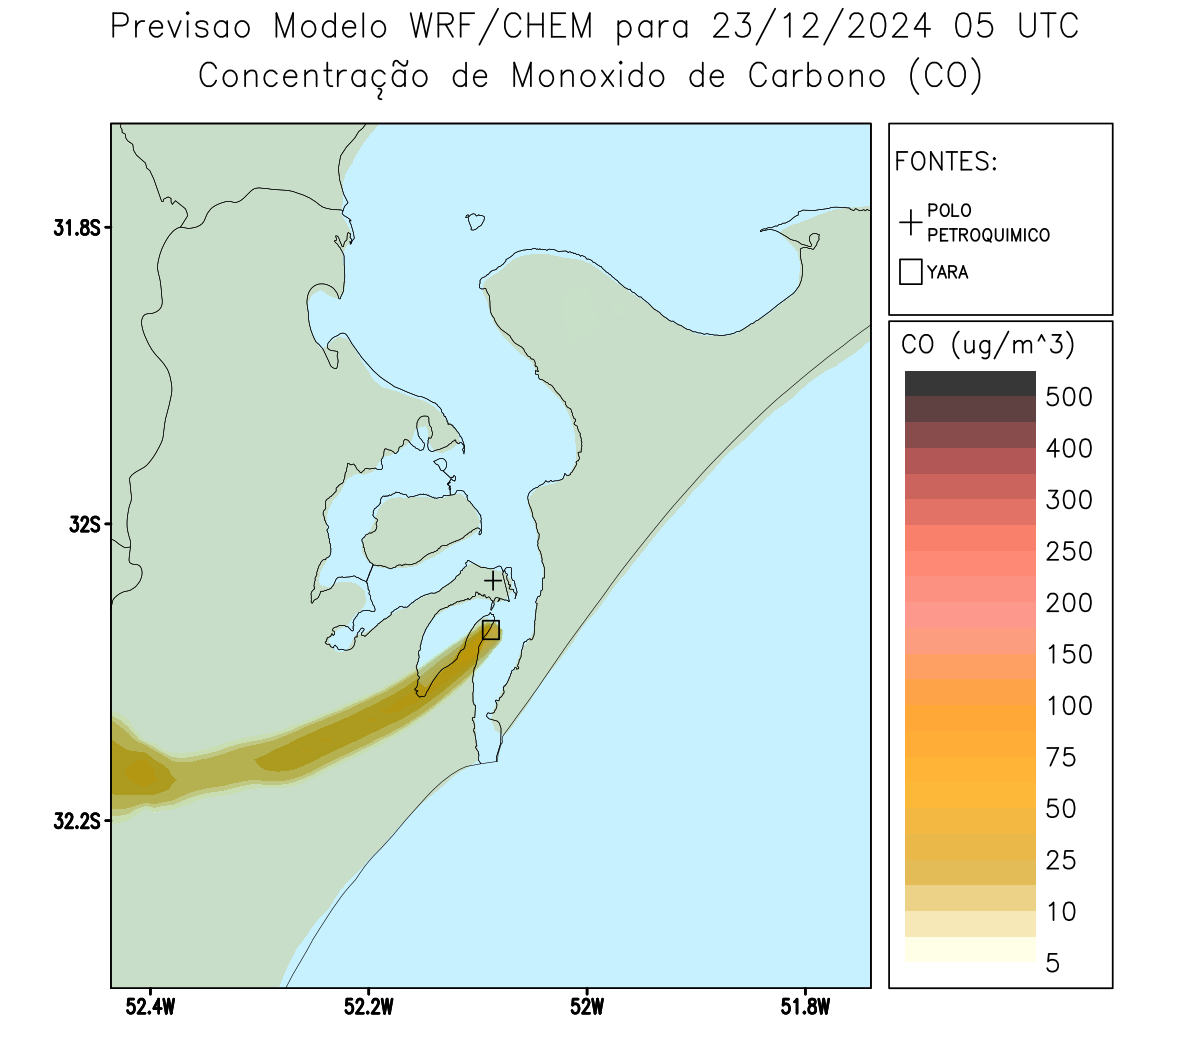 Previsao Modelo WRF/CHEM para 23/12/2024 05 UTC
Concentração de Monoxido de Carbono (CO)
FONTES:
POLO
PETROQUIMICO
YARA
CO (ug/m^3)
500
400
300
250
200
150
100
75
50
25
10
5
31.8S
32S
32.2S
52.4W
52.2W
52W
51.8W